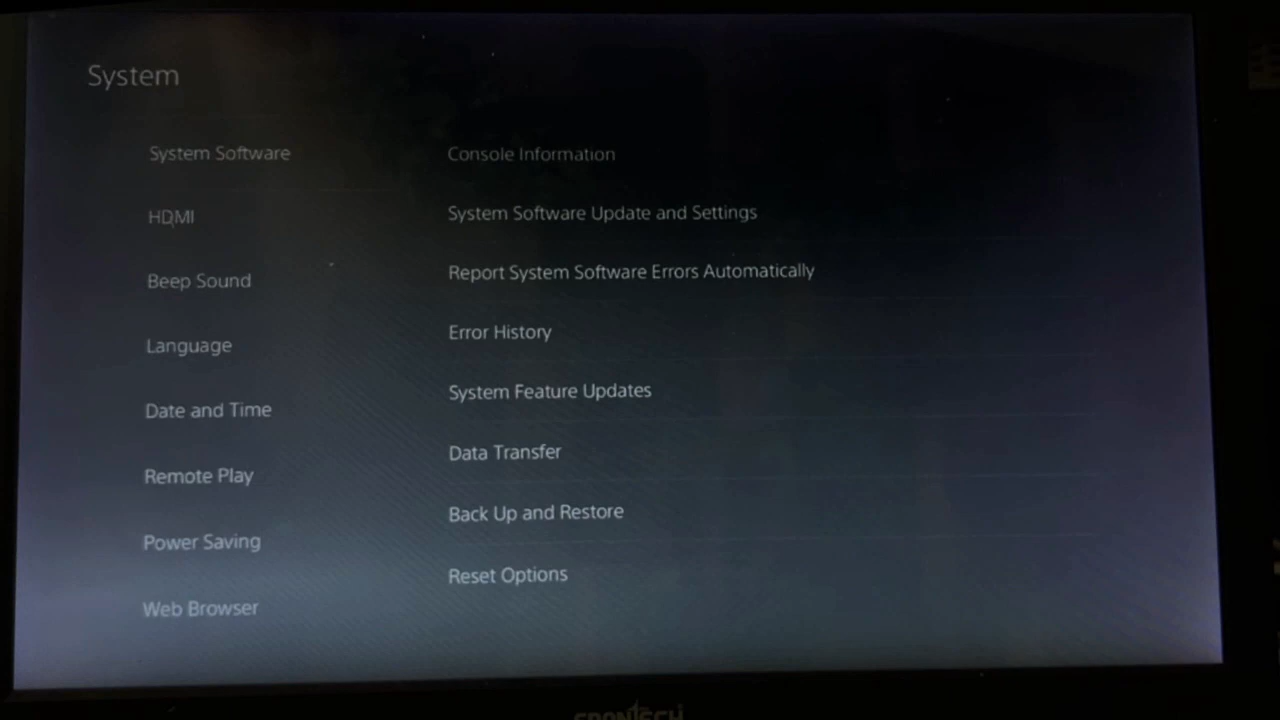 System
System Software
HDMI
Beep Sound
Language
Date and Time
Remote Play
Power Saving
Web Browser
Console Information
System Software Update and Settings
Report System Software Errors Automatically
Error History
System Feature Updates
Data Transfer
Back Up and Restore
Reset Options